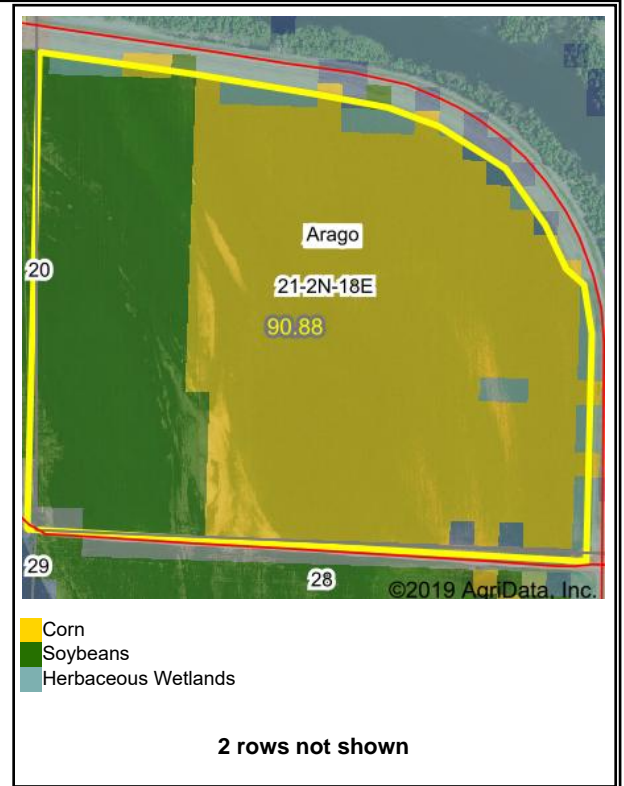 Arago
20
21-2N-18E
90.88
29
28
©2019 AgriData, Inc.
Corn
Soybeans
Herbaceous Wetlands
2 rows not shown